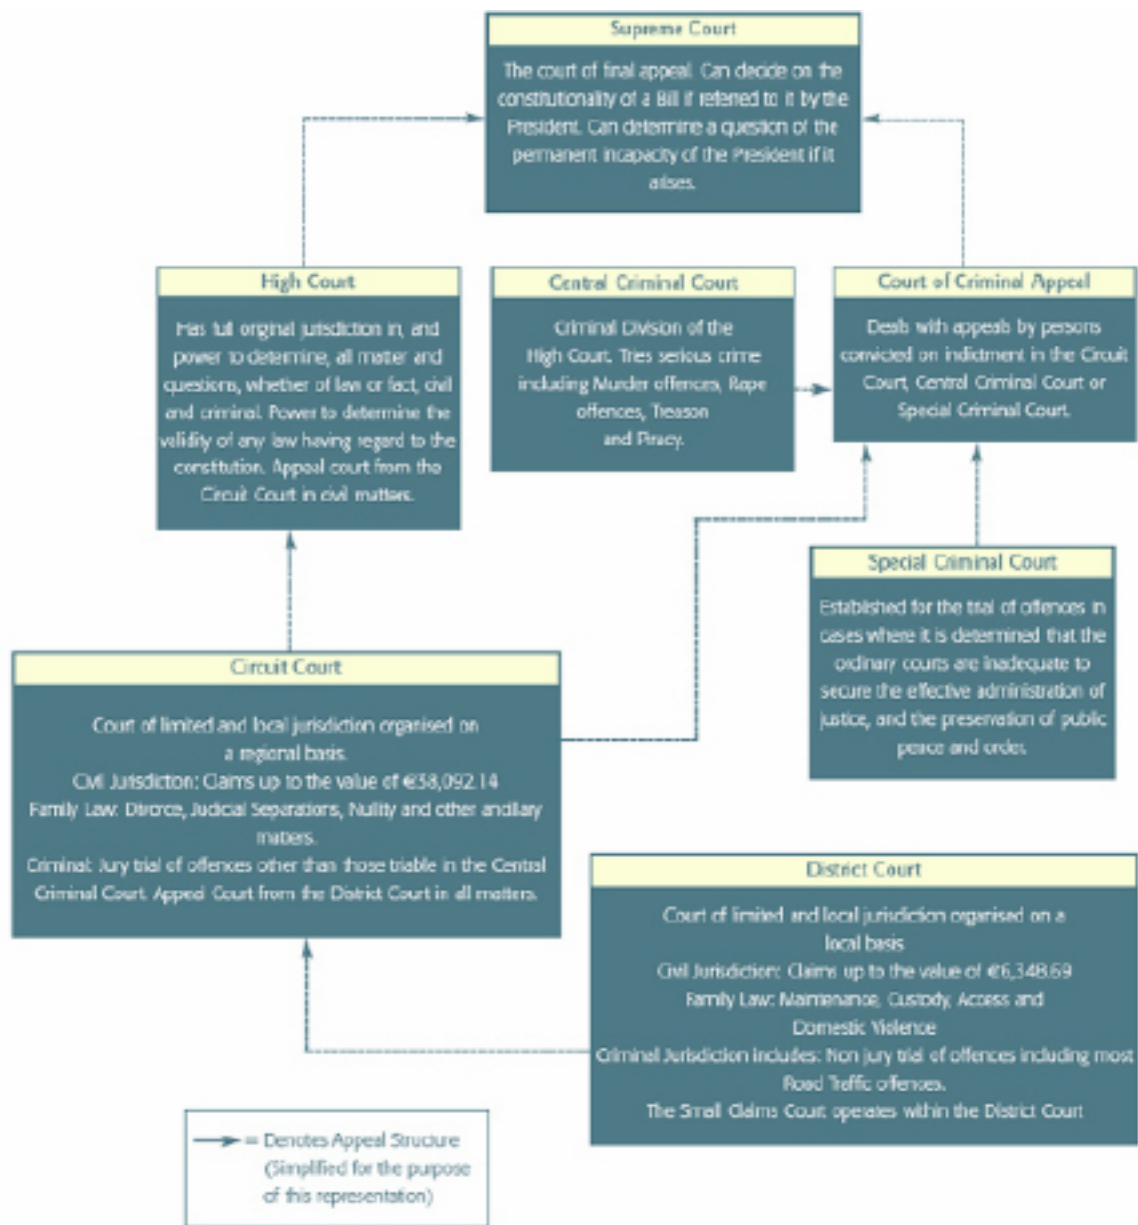 Supreme Court
The court of final appeal. Can decide on the
constitutionality of a Bill if referred to it by the
President. Can determine a question of the
permanent incapacity of the President if it
arises.
High Court
Has full original jurisdiction in, and
power to determine, all matter and
questions, whether of law or fact, civil
and criminal. Power to determine the
validity of any law having regard to the
constitution. Appeal court from the
Circuit Court in civil matters.
Central Criminal Court
Criminal Division of the
High Court. Tries serious crime
including Murder offences, Rape
offences, Treason
and Piracy.
Court of Criminal Appeal
Deals with appeals by persons
convicted on indictment in the Circuit
Court, Central Criminal Court or
Special Criminal Court.
Special Criminal Court
Established for the trial of offences in
cases where it is determined that the
ordinary courts are inadequate to
secure the effective administration of
justice, and the preservation of public
peace and order.
Circuit Court
Court of limited and local jurisdiction organised on
a regional basis.
Civil Jurisdiction: Claims up to the value of €38,092.14
Family Law: Divorce, Judicial Separations, Nullity and other ancillary
matters.
Criminal: Jury trial of offences other than those triable in the Central
Criminal Court. Appeal Court from the District Court in all matters.
District Court
Court of limited and local jurisdiction organised on a
local basis
Civil Jurisdiction: Claims up to the value of €6,348.69
Family Law: Maintenance, Custody, Access and
Domestic Violence
Criminal Jurisdiction includes: Non jury trial of offences including most
Road Traffic offences.
The Small Claims Court operates within the District Court
= Denotes Appeal Structure
(Simplified for the purpose
of this representation)